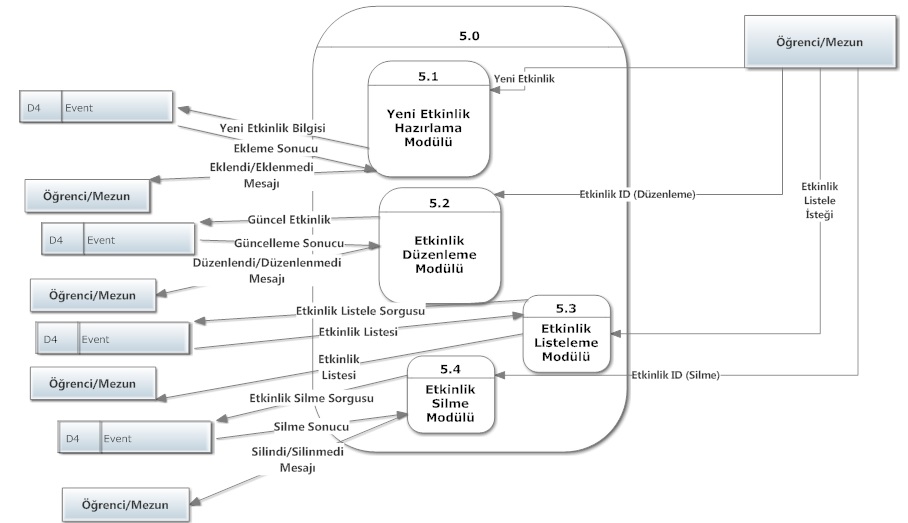 5.0
Öğrenci/Mezun
5.1
Yeni Etkinlik
Hazırlama
Modülü
Yeni Etkinlik
D4 Event
Yeni Etkinlik Bilgisi
Ekleme Sonucu
Eklendi/Eklenmedi
Mesajı
Öğrenci/Mezun
5.2
Etkinlik
Düzenleme
Modülü
Etkinlik ID (Düzenleme)
Etkinlik
Listele
İsteği
D4 Event
Güncel Etkinlik
Güncelleme Sonucu
Düzenlendi/Düzenlenmedi
Mesajı
Öğrenci/Mezun
5.3
Etkinlik
Listeleme
Modülü
Etkinlik Listele Sorgusu
D4 Event
Etkinlik Listesi
Etkinlik
Listesi
Öğrenci/Mezun
5.4
Etkinlik
Silme
Modülü
Etkinlik ID (Silme)
Etkinlik Silme Sorgusu
D4 Event
Silme Sonucu
Silindi/Silinmedi
Mesajı
Öğrenci/Mezun